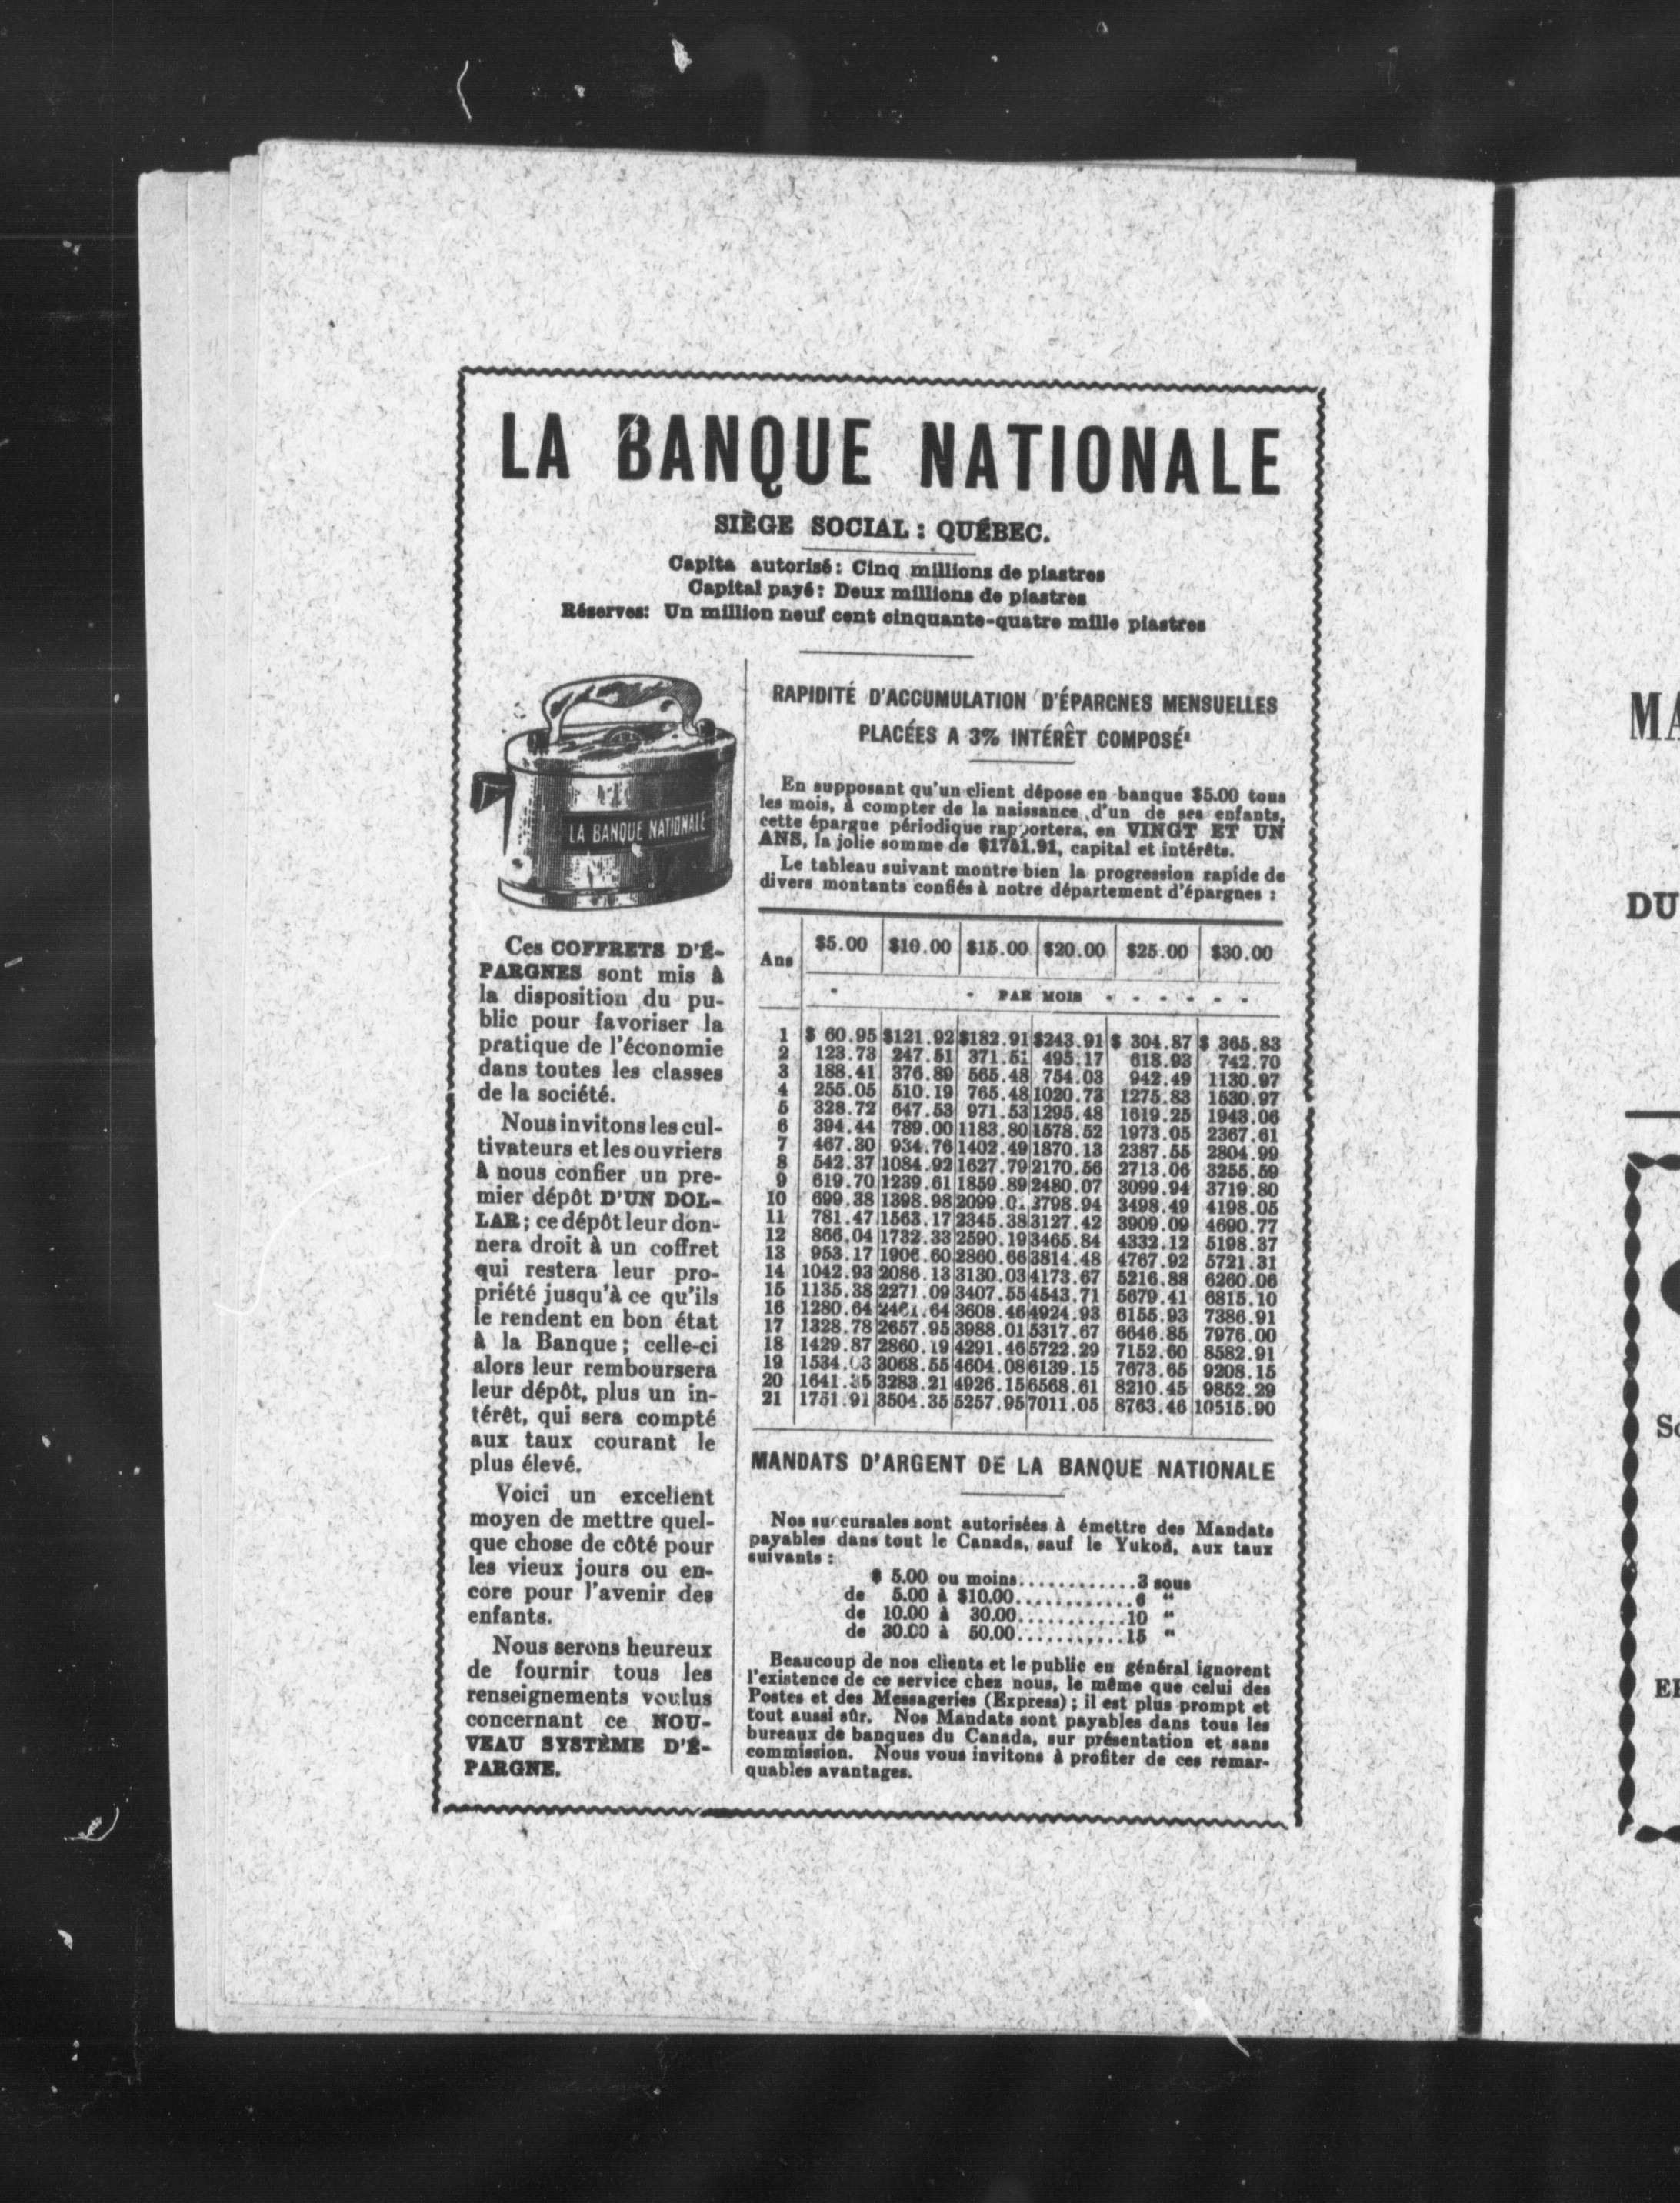 LA BANQUE NATIONALE
SIÈGE SOCIAL : QUÉBEC.
Capita autorisé : Cinq millions de piastres
Capital payé : Deux millions de piastres
Réserves: Un million neuf cent cinquante-quatre mille piastres
LA BANQUE NATIONALE
Ces COFFRETS D'É-
PARGNES sont mis à
la disposition du pu-
blic pour favoriser la
pratique de l'économie
dans toutes les classes
de la société.
Nous invitons les cul-
tivateurs et les ouvriers
à nous confier un pre-
mier dépôt D'UN DOL-
LAR ; ce dépôt leur don-
nera droit à un coffret
qui restera leur pro-
priété jusqu'à ce qu'ils
le rendent en bon état
à la Banque ; celle-ci
alors leur remboursera
leur dépôt, plus un in-
térêt, qui sera compté
aux taux courant le
plus élevé.
Voici un excellent
moyen de mettre quel-
que chose de côté pour
les vieux jours ou en-
core pour l'avenir des
enfants.
Nous serons heureux
de fournir tous les
renseignements voulus
concernant ce NOU-
VEAU SYSTÈME D'É-
PARGNE.
RAPIDITÉ D'ACCUMULATION D'ÉPARGNES MENSUELLES
PLACÉES A 3% INTÉRÊT COMPOSÉ
En supposant qu'un client dépose en banque $5.00 tous
les mois, à compter de la naissance d'un de ses enfants,
cette épargne périodique rapportera, en VINGT ET UN
ANS, la jolie somme de $1751.91, capital et intérêts.
Le tableau suivant montre bien la progression rapide de
divers montants confiés à notre département d'épargnes :
Ans $5.00 $10.00 $15.00 $20.00 $25.00 $30.00
PAR MOIS
1 $ 60.95 $121.92 $182.91 $243.91 $ 304.87 $ 365.83
2 123.73 247.51 371.51 495.17 618.93 742.70
3 188.41 376.89 565.48 754.03 942.49 1130.97
4 255.05 510.19 765.48 1020.73 1275.83 1530.97
5 328.72 647.53 971.53 1295.48 1619.25 1943.06
6 394.44 789.00 1183.80 1578.52 1973.05 2367.61
7 467.30 934.76 1402.49 1870.13 2387.55 2804.99
8 542.37 1084.92 1627.79 2170.56 2713.06 3255.59
9 619.70 1239.61 1859.89 2480.07 3099.94 3719.80
10 699.38 1398.98 3498.49 4198.05
11 781.47 1563.17 2345.38 3127.42 3909.09 4690.77
12 866.04 1732.33 2590.19 3465.84 4332.12 5198.37
13 953.17 1906.60 2860.66 3814.48 4767.92 5721.31
14 1042.93 2086.13 3130.03 4173.67 5216.88 6260.06
15 1135.38 2271.09 3407.55 4543.71 5679.41 6815.10
16 1280.64 2461.64 3608.46 4924.93 6155.93 7386.91
17 1328.78 2657.95 3988.01 5317.67 6646.85 7976.00
18 1429.87 2860.19 4291.46 5722.29 7152.60 8582.91
19 1534.03 3068.55 4604.08 6139.15 7673.65 9208.15
20 1641.35 3283.21 4926.15 6568.61 8210.45 9852.29
21 1751.91 3504.35 5257.95 7011.05 8763.46 10515.90
MANDATS D'ARGENT DE LA BANQUE NATIONALE
Nos succursales sont autorisées à émettre des Mandats
payables dans tout le Canada, sauf le Yukon, aux taux
suivants :
$ 5.00 ou moins............3 sous
de 5.00 à $10.00............6 "
de 10.00 à 30.00...........10 "
de 30.00 à 50.00...........15 "
Beaucoup de nos clients et le public en général ignorent
l'existence de ce service chez nous, le même que celui des
Postes et des Messageries (Express) ; il est plus prompt et
tout aussi sûr. Nos Mandats sont payables dans tous les
bureaux de banques du Canada, sur présentation et sans
commission. Nous vous invitons à profiter de ces remar-
quables avantages.
MA
DU